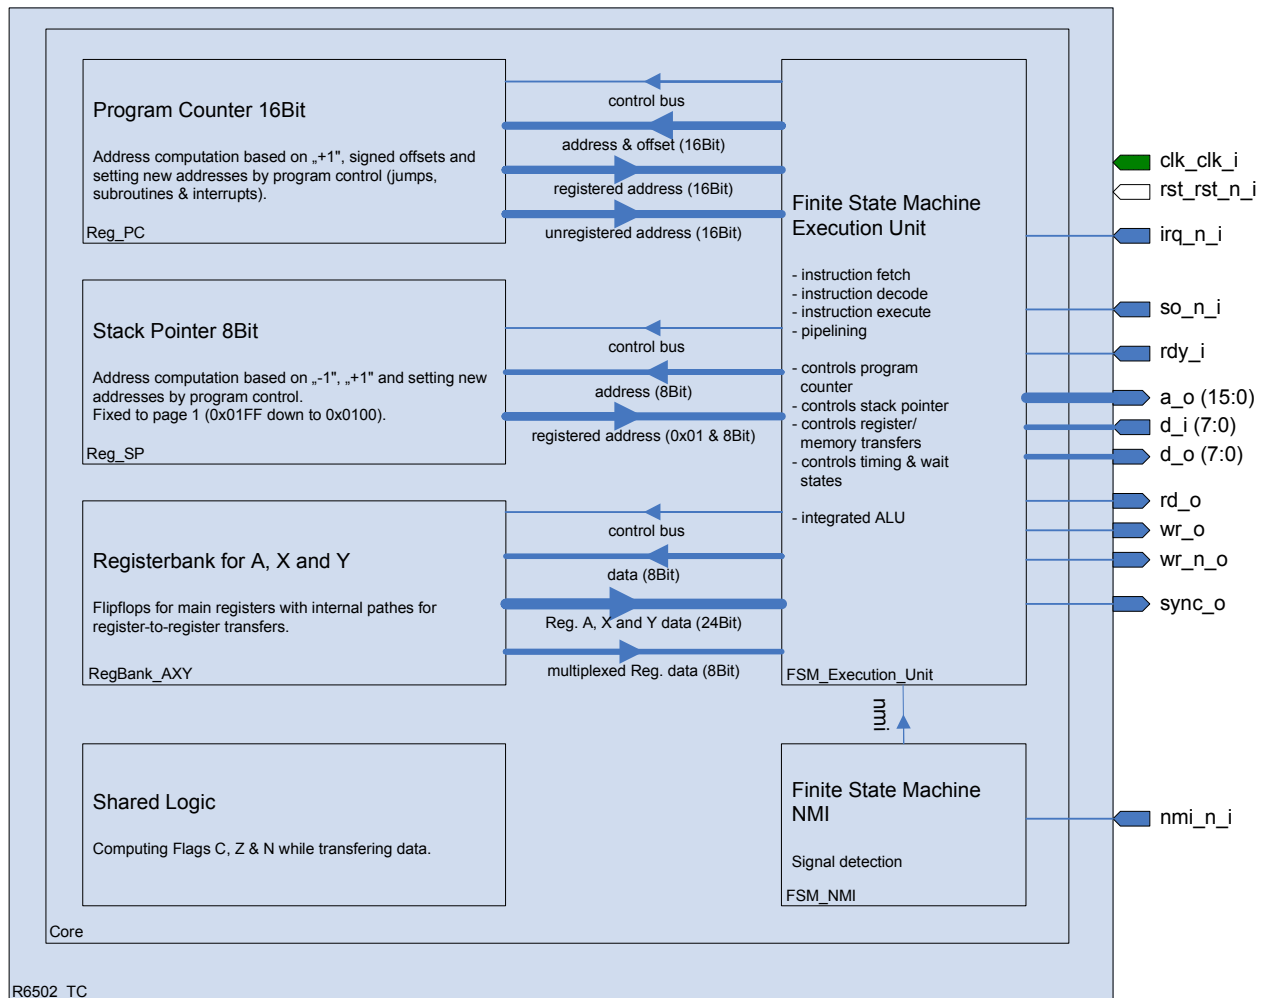 Program Counter 16Bit
Address computation based on „+1", signed offsets and
setting new addresses by program control (jumps,
subroutines & interrupts).
Reg_PC
control bus
address & offset (16Bit)
registered address (16Bit)
unregistered address (16Bit)
Stack Pointer 8Bit
Address computation based on „-1", „+1" and setting new
addresses by program control.
Fixed to page 1 (0x01FF down to 0x0100).
Reg_SP
control bus
address (8Bit)
registered address (0x01 & 8Bit)
Registerbank for A, X and Y
Flipflops for main registers with internal pathes for
register-to-register transfers.
RegBank_AXY
control bus
data (8Bit)
Reg. A, X and Y data (24Bit)
multiplexed Reg. data (8Bit)
Finite State Machine
Execution Unit
- instruction fetch
- instruction decode
- instruction execute
- pipelining
- controls program
counter
- controls stack pointer
- controls register/
memory transfers
- controls timing & wait
states
- integrated ALU
FSM_Execution_Unit
nmi
Shared Logic
Computing Flags C, Z & N while transfering data.
Finite State Machine
NMI
Signal detection
FSM_NMI
Core
R6502_TC
clk_clk_i
rst_rst_n_i
irq_n_i
so_n_i
rdy_i
a_o (15:0)
d_i (7:0)
d_o (7:0)
rd_o
wr_o
wr_n_o
sync_o
nmi_n_i